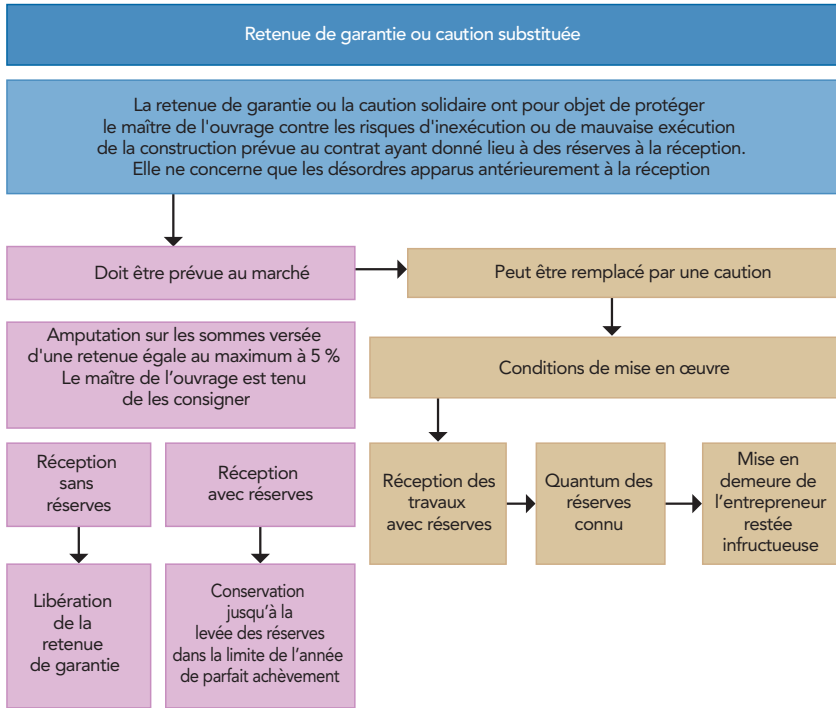 Retenue de garantie ou caution substituée
La retenue de garantie ou la caution solidaire ont pour objet de protéger
le maître de l'ouvrage contre les risques d'inexécution ou de mauvaise exécution
de la construction prévue au contrat ayant donné lieu à des réserves à la réception.
Elle ne concerne que les désordres apparus antérieurement à la réception
Doit être prévue au marché
Peut être remplacé par une caution
Amputation sur les sommes versée
d'une retenue égale au maximum à 5 %
Le maître de l'ouvrage est tenu
de les consigner
Conditions de mise en œuvre
Réception
sans
réserves
Réception
avec réserves
Réception des
travaux
avec réserves
Quantum des
réserves
connu
Mise en
demeure de
l'entrepreneur
restée
infructueuse
Libération
de la
retenue
de garantie
Conservation
jusqu'à la
levée des réserves
dans la limite de l'année
de parfait achèvement